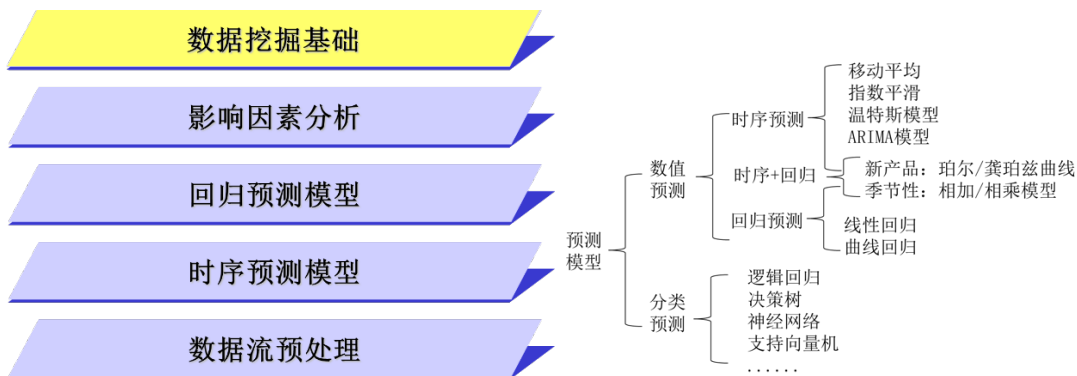 数据挖掘基础
影响因素分析
回归预测模型
时序预测模型
数据流预处理
预测
模型
数值
预测
时序预测
移动平均
指数平滑
温特斯模型
ARIMA模型
时序+回归
新产品：珀尔/龚珀兹曲线
季节性：相加/相乘模型
回归预测
线性回归
曲线回归
分类
预测
逻辑回归
决策树
神经网络
支持向量机
......